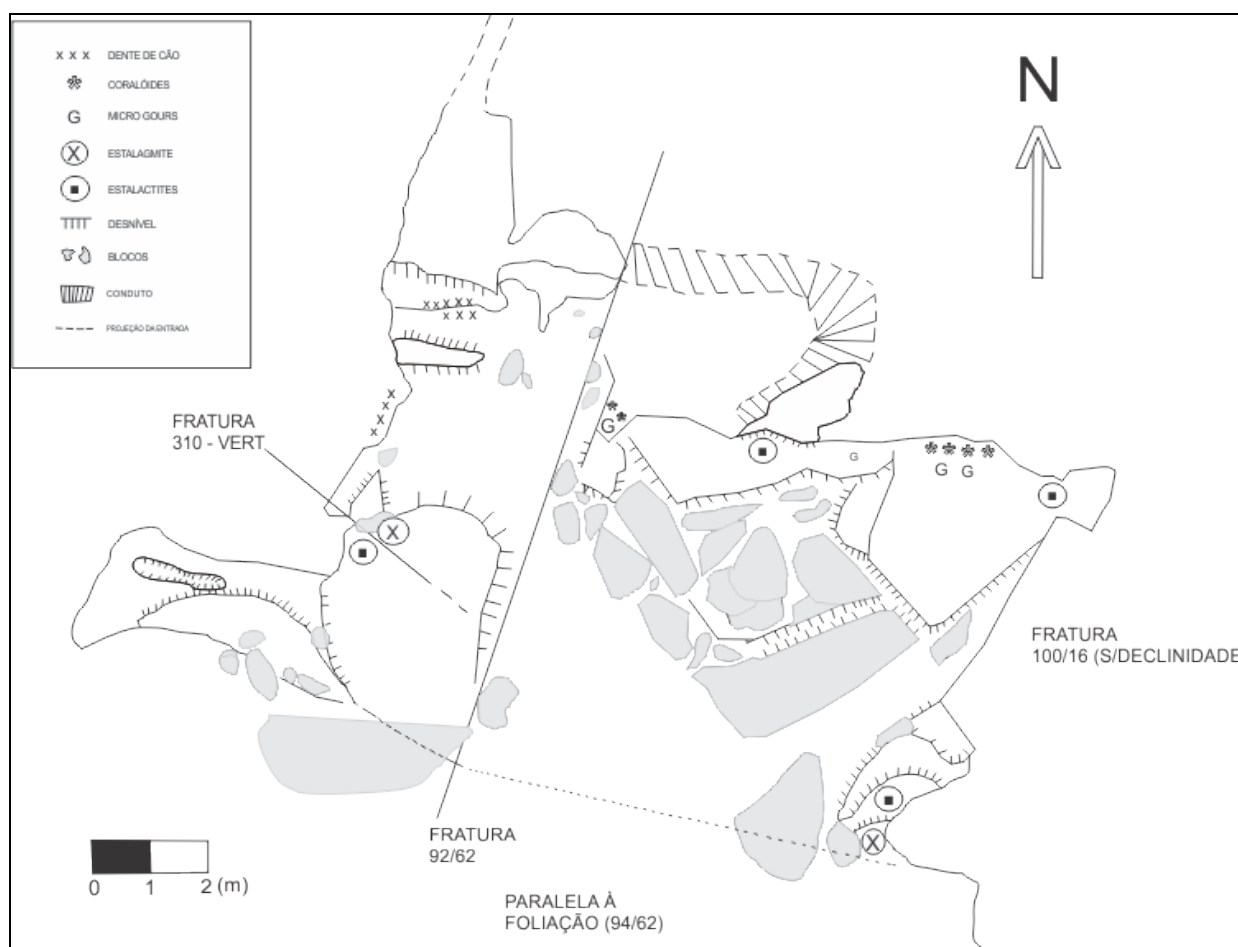 x x x DENTE DE CÃO
CORALÓIDES
G MICRO GOURS
X ESTALAGMITE
ESTALACTITES
DESNÍVEL
BLOCOS
CONDUTO
PROJEÇÃO DA ENTRADA
N
x x x x x x
x x x
FRATURA
310 - VERT
x
x
x
x
G
G
G G
X
FRATURA
100/16 (S/DECLINIDADE
X
FRATURA
92/62
0 1 2 (m)
PARALELA À
FOLIAÇÃO (94/62)